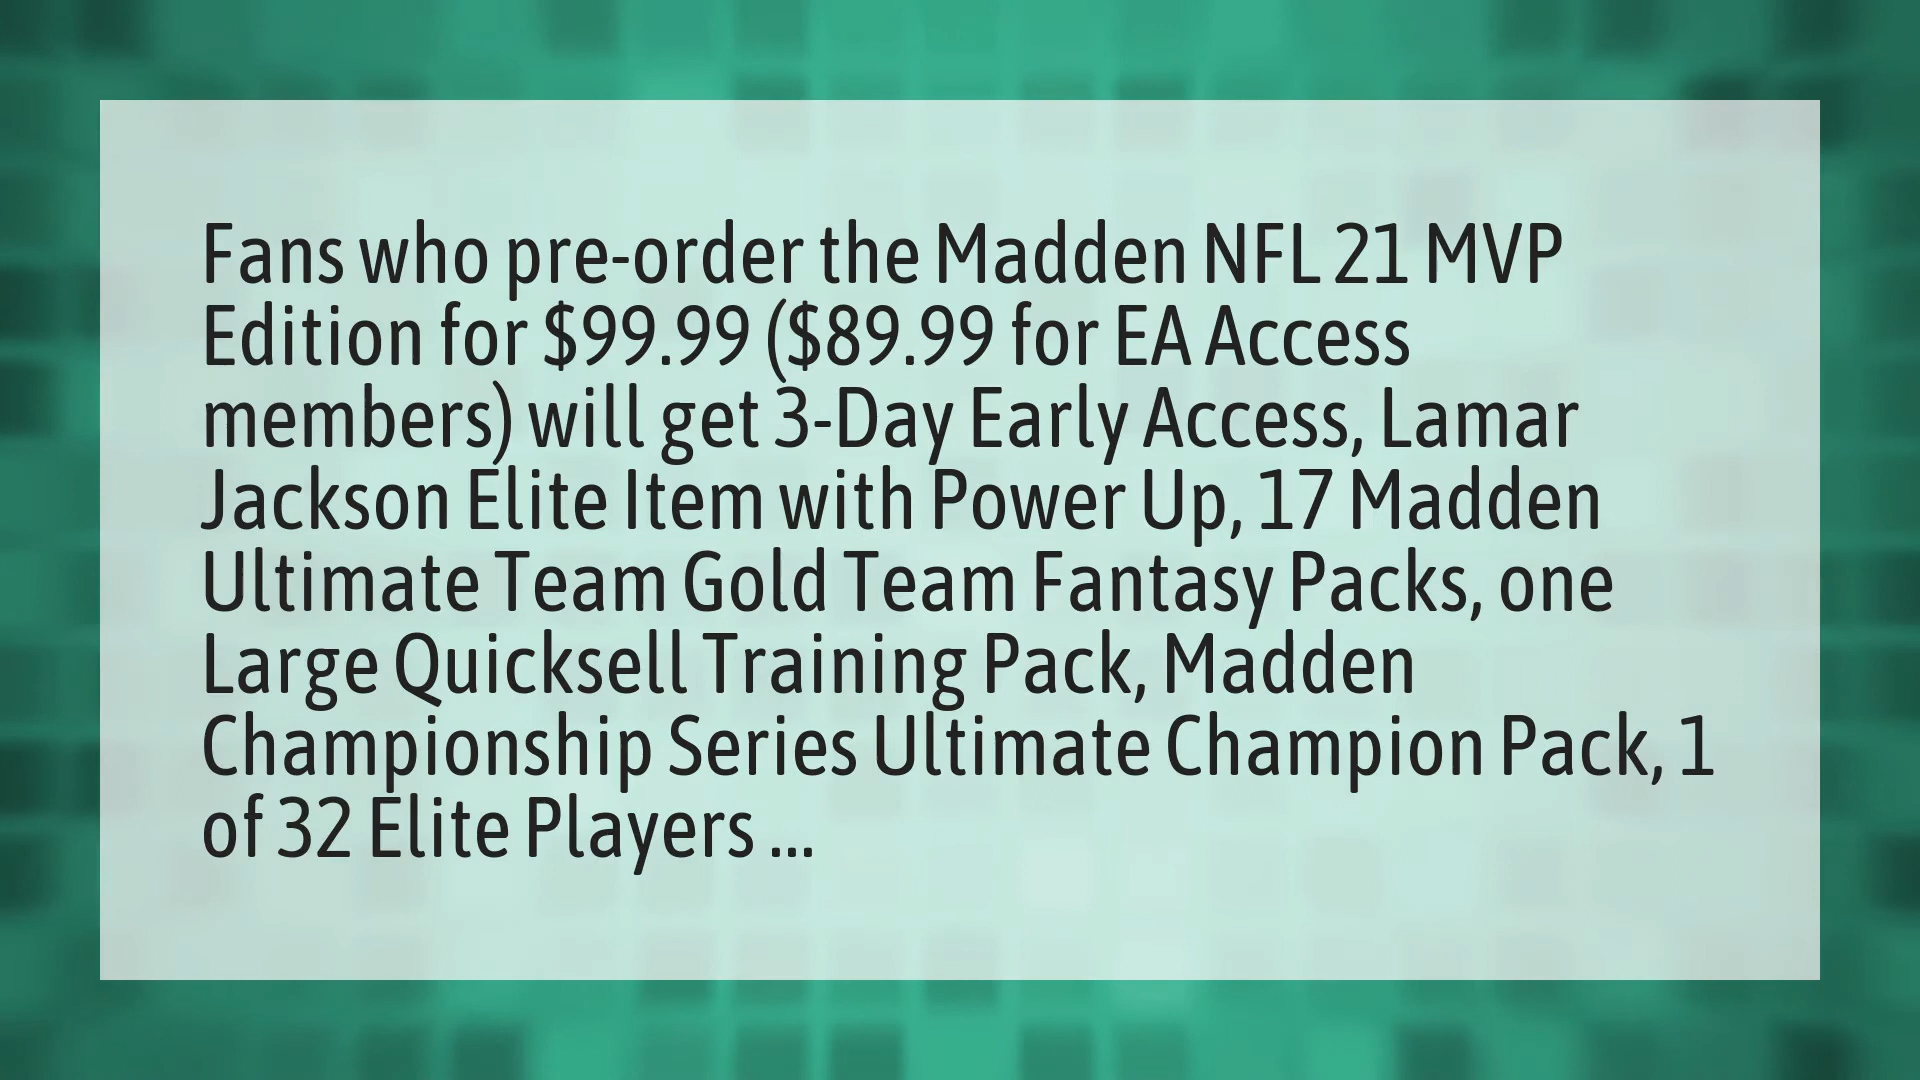 Fans who pre-order the Madden NFL 21 MVP
Edition for $99.99 ($89.99 for EA Access
members) will get 3-Day Early Access, Lamar
Jackson Elite Item with Power Up, 17 Madden
Ultimate Team Gold Team Fantasy Packs, one
Large Quicksell Training Pack, Madden
Championship Series Ultimate Champion Pack, 1
of 32 Elite Players ...